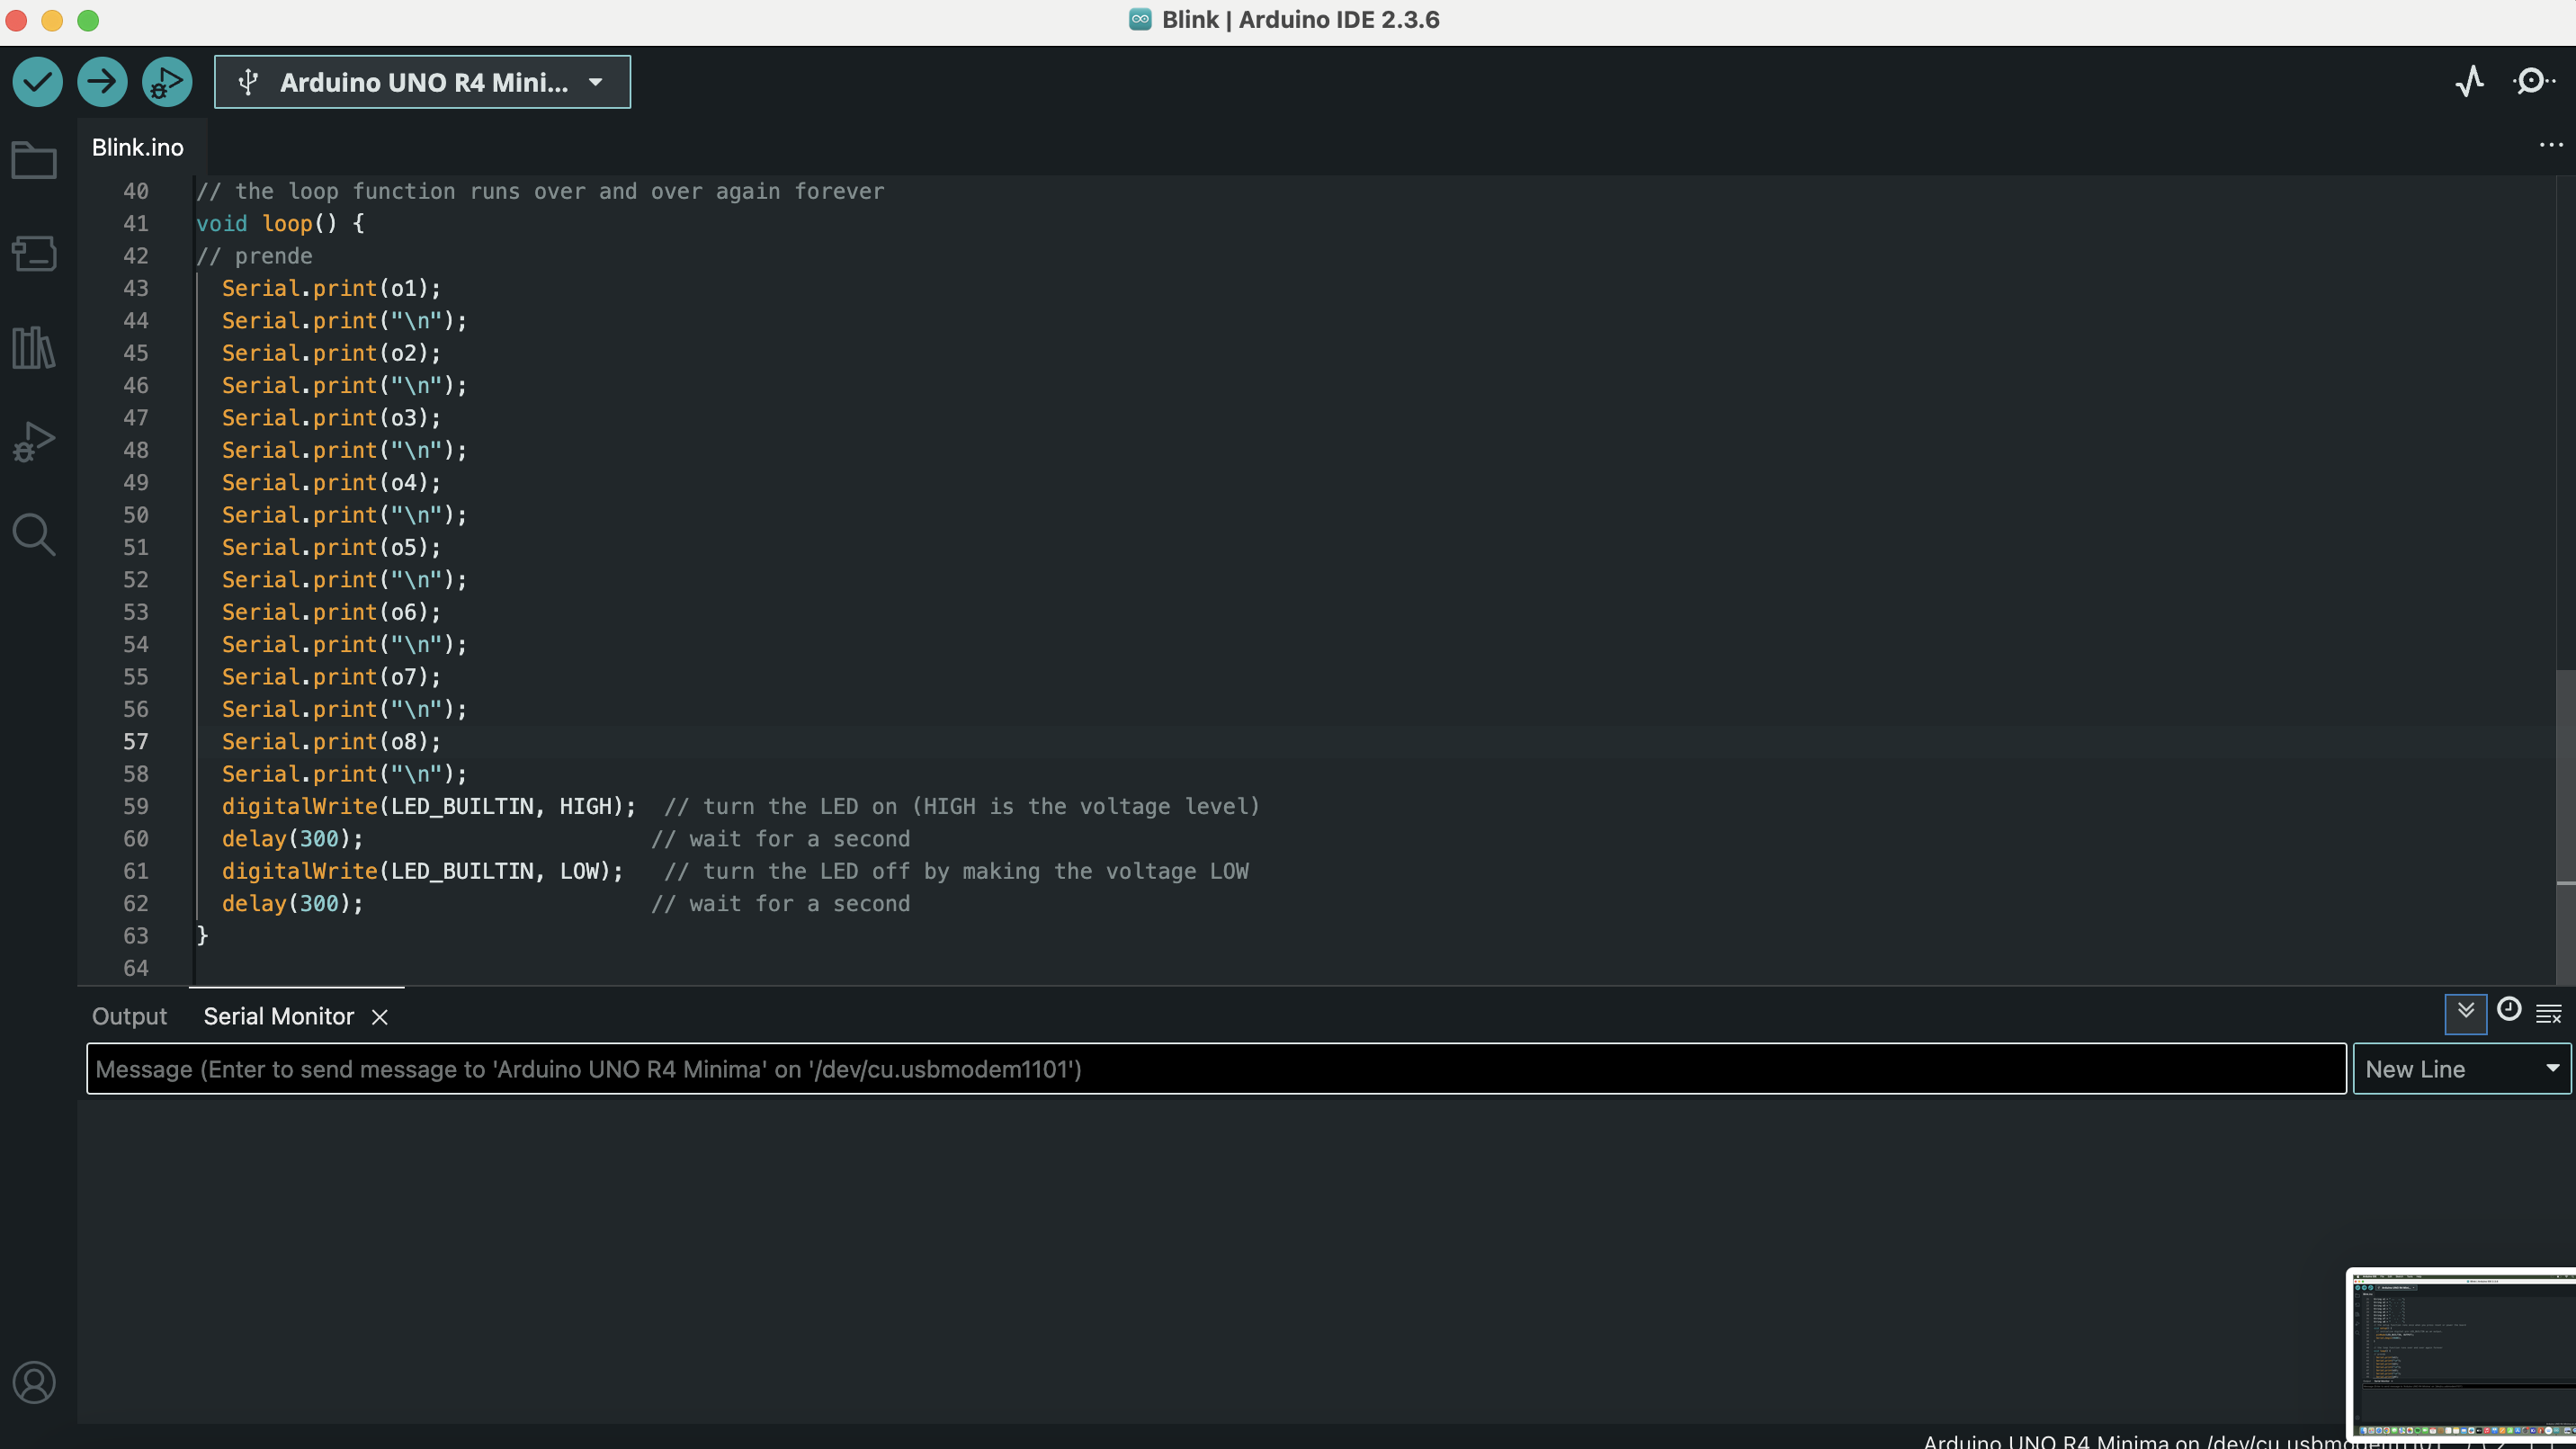 Blink | Arduino IDE 2.3.6
Arduino UNO R4 Mini...
Blink.ino
40 // the loop function runs over and over again forever
41 void loop() {
42 // prende
43 Serial.print(o1);
44 Serial.print("\n");
45 Serial.print(o2);
46 Serial.print("\n");
47 Serial.print(o3);
48 Serial.print("\n");
49 Serial.print(o4);
50 Serial.print("\n");
51 Serial.print(o5);
52 Serial.print("\n");
53 Serial.print(o6);
54 Serial.print("\n");
55 Serial.print(o7);
56 Serial.print("\n");
57 Serial.print(o8);
58 Serial.print("\n");
59 digitalWrite(LED_BUILTIN, HIGH); // turn the LED on (HIGH is the voltage level)
60 delay(300); // wait for a second
61 digitalWrite(LED_BUILTIN, LOW); // turn the LED off by making the voltage LOW
62 delay(300); // wait for a second
63 }
64
Output Serial Monitor
Message (Enter to send message to 'Arduino UNO R4 Minima' on '/dev/cu.usbmodem1101') New Line
Arduino UNO R4 Minima on /dev/cu.usbmodem1101